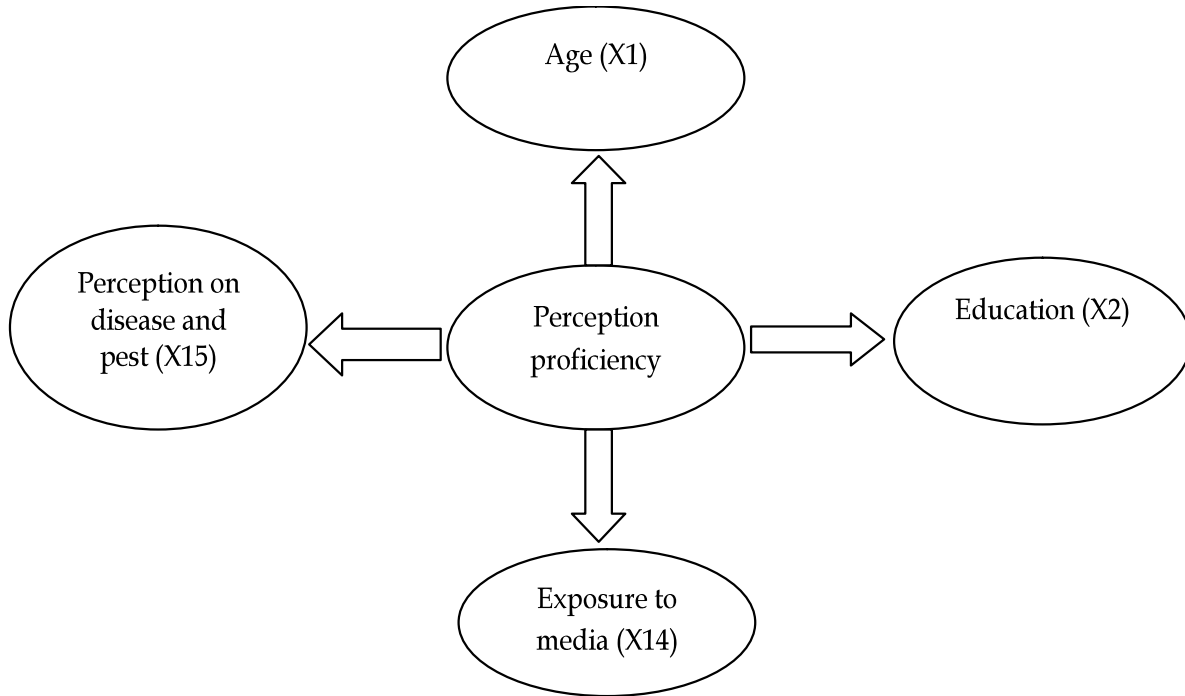 Age (X1)
Perception on
disease and
pest (X15)
Perception
proficiency
Education (X2)
Exposure to
media (X14)